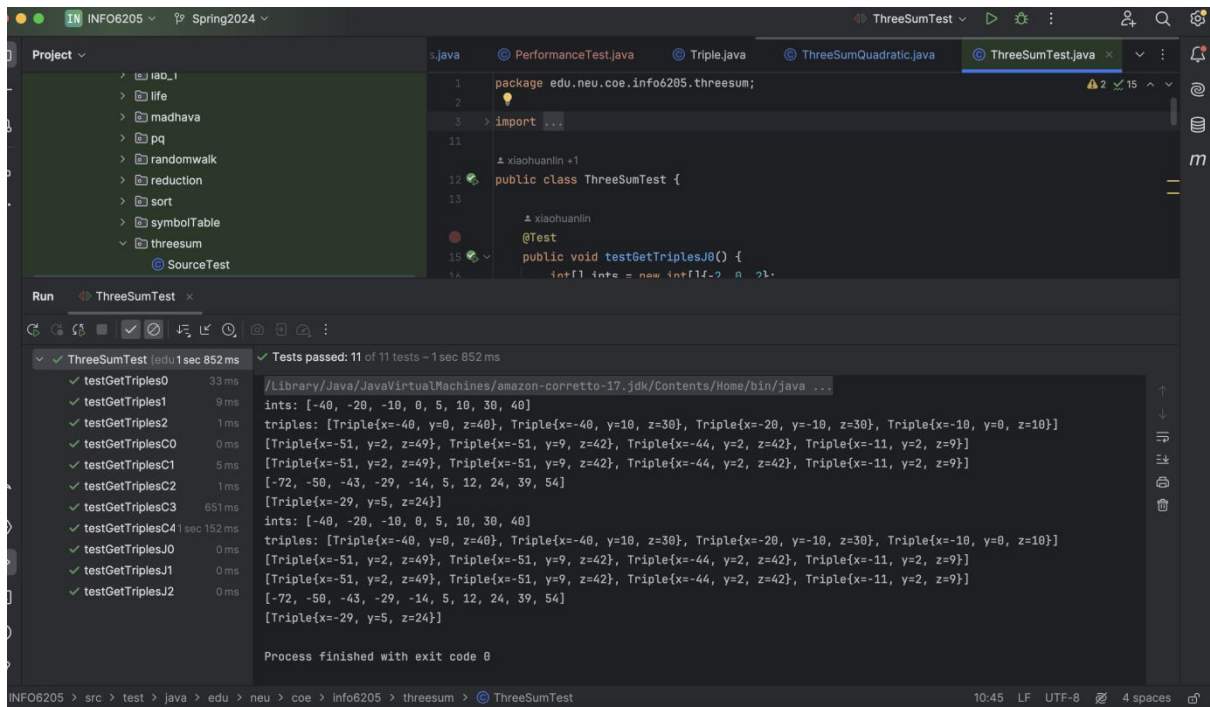 IN INFO6205 Spring2024 ThreeSumTest
Project
s.java PerformanceTest.java Triple.java ThreeSumQuadratic.java ThreeSumTest.java
lab_1
life
madhava
pq
randomwalk
reduction
sort
symbolTable
threesum
SourceTest
1 package edu.neu.coe.info6205.threesum; 2 15
2
3 import ...
11
xiaohuanlin +1
12 public class ThreeSumTest {
13
xiaohuanlin
@Test
15 public void testGetTriplesJ0() {
16 int[] ints = new int[]{-2, 0, 2};
Run ThreeSumTest
ThreeSumTest (edu 1 sec 852 ms
testGetTriples0 33 ms
testGetTriples1 9 ms
testGetTriples2 1 ms
testGetTriplesC0 0 ms
testGetTriplesC1 5 ms
testGetTriplesC2 1 ms
testGetTriplesC3 651 ms
testGetTriplesC4 1 sec 152 ms
testGetTriplesJ0 0 ms
testGetTriplesJ1 0 ms
testGetTriplesJ2 0 ms
Tests passed: 11 of 11 tests – 1 sec 852 ms
/Library/Java/JavaVirtualMachines/amazon-corretto-17.jdk/Contents/Home/bin/java ...
ints: [-40, -20, -10, 0, 5, 10, 30, 40]
triples: [Triple{x=-40, y=0, z=40}, Triple{x=-40, y=10, z=30}, Triple{x=-20, y=-10, z=30}, Triple{x=-10, y=0, z=10}]
[Triple{x=-51, y=2, z=49}, Triple{x=-51, y=9, z=42}, Triple{x=-44, y=2, z=42}, Triple{x=-11, y=2, z=9}]
[Triple{x=-51, y=2, z=49}, Triple{x=-51, y=9, z=42}, Triple{x=-44, y=2, z=42}, Triple{x=-11, y=2, z=9}]
[-72, -50, -43, -29, -14, 5, 12, 24, 39, 54]
[Triple{x=-29, y=5, z=24}]
ints: [-40, -20, -10, 0, 5, 10, 30, 40]
triples: [Triple{x=-40, y=0, z=40}, Triple{x=-40, y=10, z=30}, Triple{x=-20, y=-10, z=30}, Triple{x=-10, y=0, z=10}]
[Triple{x=-51, y=2, z=49}, Triple{x=-51, y=9, z=42}, Triple{x=-44, y=2, z=42}, Triple{x=-11, y=2, z=9}]
[Triple{x=-51, y=2, z=49}, Triple{x=-51, y=9, z=42}, Triple{x=-44, y=2, z=42}, Triple{x=-11, y=2, z=9}]
[-72, -50, -43, -29, -14, 5, 12, 24, 39, 54]
[Triple{x=-29, y=5, z=24}]
Process finished with exit code 0
INFO6205 > src > test > java > edu > neu > coe > info6205 > threesum > ThreeSumTest 10:45 LF UTF-8 4 spaces